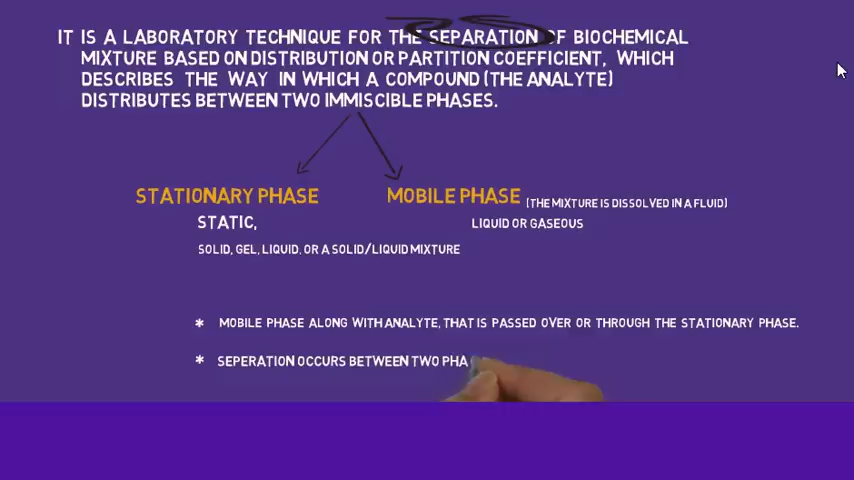 IT IS A LABORATORY TECHNIQUE FOR THE SEPARATION OF BIOCHEMICAL
MIXTURE BASED ON DISTRIBUTION OR PARTITION COEFFICIENT, WHICH
DESCRIBES THE WAY IN WHICH A COMPOUND (THE ANALYTE)
DISTRIBUTES BETWEEN TWO IMMISCIBLE PHASES.
STATIONARY PHASE MOBILE PHASE (THE MIXTURE IS DISSOLVED IN A FLUID)
STATIC, LIQUID OR GASEOUS
SOLID, GEL, LIQUID, OR A SOLID/LIQUID MIXTURE
* MOBILE PHASE ALONG WITH ANALYTE, THAT IS PASSED OVER OR THROUGH THE STATIONARY PHASE.
* SEPERATION OCCURS BETWEEN TWO PHA